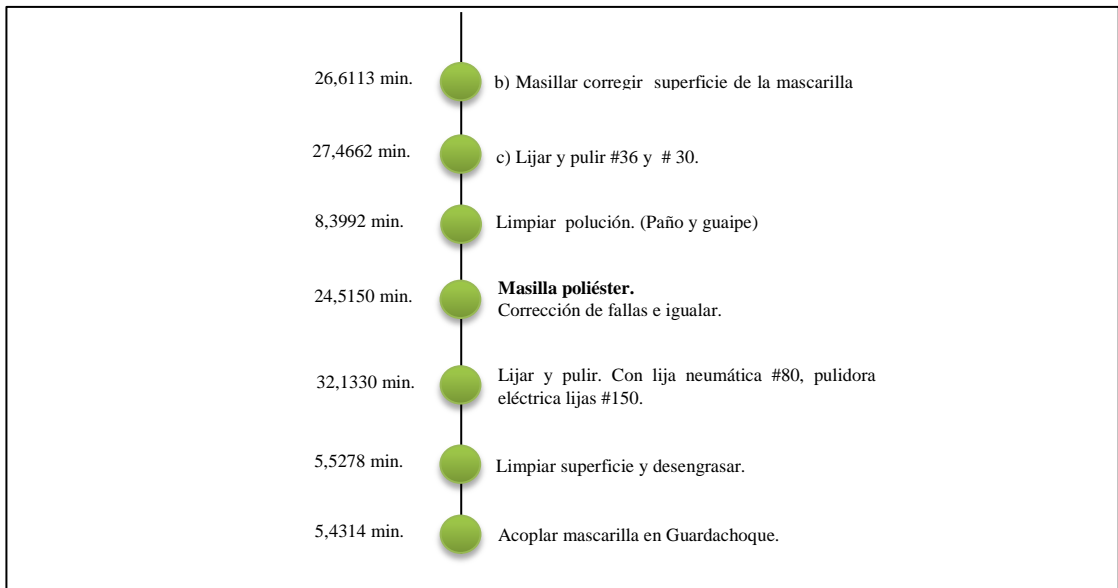 26,6113 min. b) Masillar corregir superficie de la mascarilla
27,4662 min. c) Lijar y pulir #36 y # 30.
8,3992 min. Limpiar polución. (Paño y guaipe)
24,5150 min. Masilla poliéster.
Corrección de fallas e igualar.
32,1330 min. Lijar y pulir. Con lija neumática #80, pulidora
eléctrica lijas #150.
5,5278 min. Limpiar superficie y desengrasar.
5,4314 min. Acoplar mascarilla en Guardachoque.